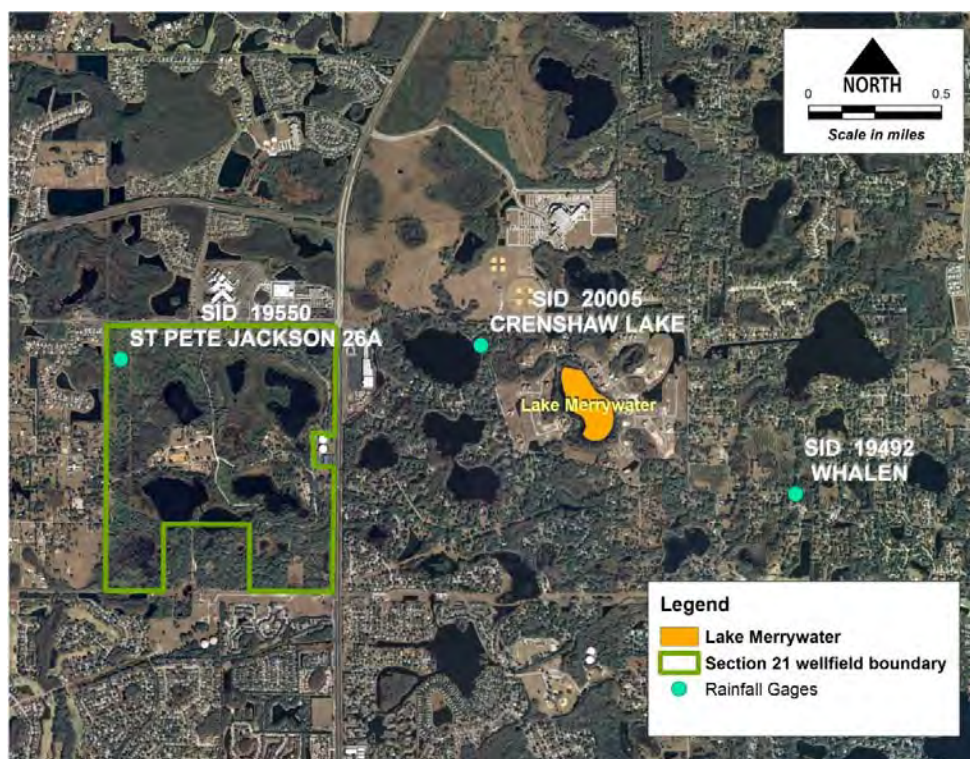 NORTH
0 0.5
Scale in miles
SID 19550
ST PETE JACKSON 26A
SID 20005
CRENSHAW LAKE
Lake Merrywater
SID 19492
WHALEN
Legend
Lake Merrywater
Section 21 wellfield boundary
Rainfall Gages